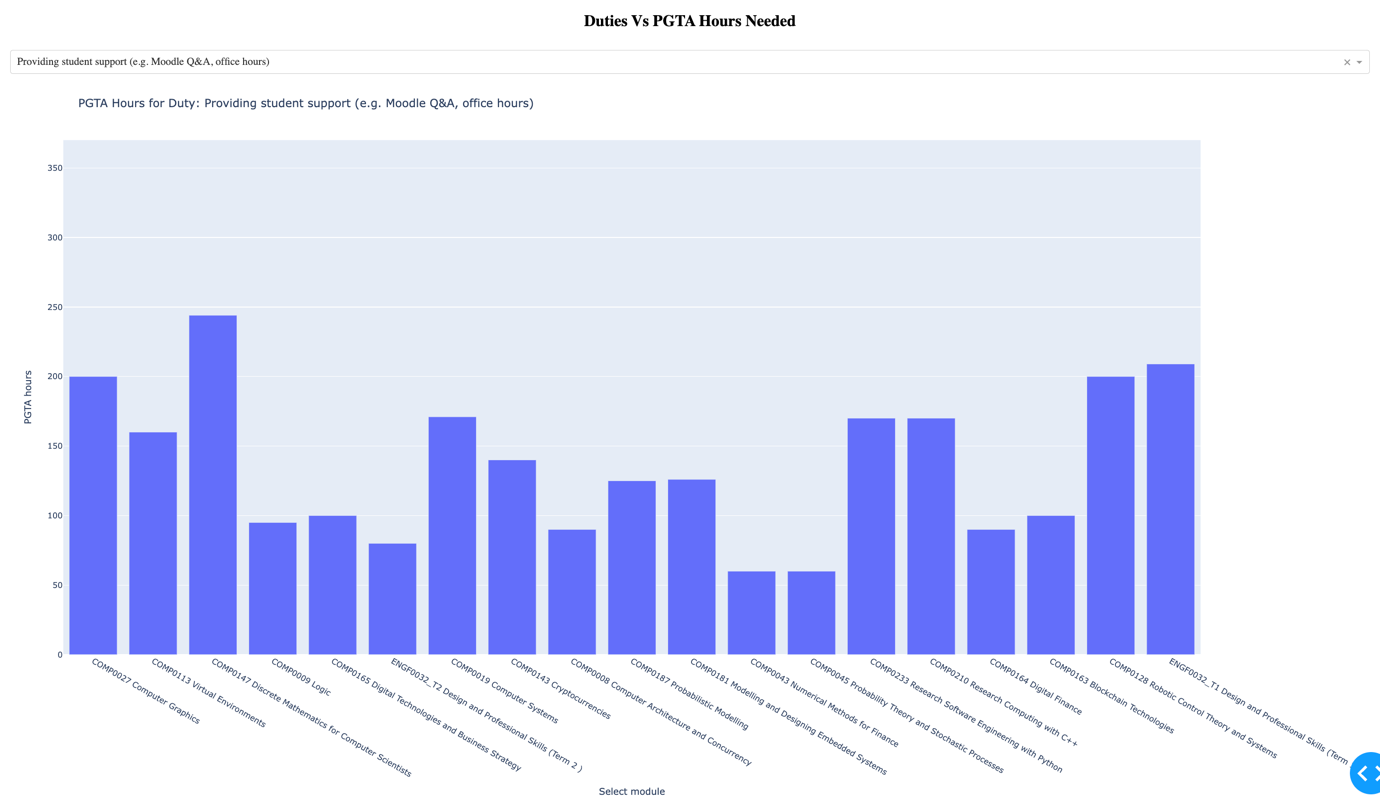 Duties Vs PGTA Hours Needed
Providing student support (e.g. Moodle Q&A, office hours)
PGTA Hours for Duty: Providing student support (e.g. Moodle Q&A, office hours)
350
300
250
200
150
100
50
0
PGTA hours
COMP0027 Computer Graphics
COMP0113 Virtual Environments
COMP0147 Discrete Mathematics for Computer Scientists
COMP0009 Logic
COMP0165 Digital Technologies and Business Strategy
ENGF0032_T2 Design and Professional Skills (Term 2 )
COMP0019 Computer Systems
COMP0143 Cryptocurrencies
COMP0008 Computer Architecture and Concurrency
COMP0187 Probabilistic Modelling
COMP0181 Modelling and Designing Embedded Systems
COMP0043 Numerical Methods for Finance
COMP0045 Probability Theory and Stochastic Processes
COMP0233 Research Software Engineering with Python
COMP0210 Research Computing with C++
COMP0164 Digital Finance
COMP0163 Blockchain Technologies
COMP0128 Robotic Control Theory and Systems
ENGF0032_T1 Design and Professional Skills (Term
Select module